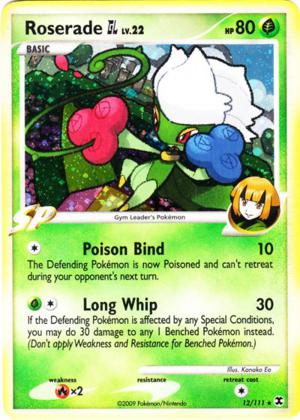 Roserade GL LV.22
HP 80
BASIC
SP
Gym Leader's Pokémon
Poison Bind 10
The Defending Pokémon is now Poisoned and can't retreat
during your opponent's next turn.
Long Whip 30
If the Defending Pokémon is affected by any Special Conditions,
you may do 30 damage to any 1 Benched Pokémon instead.
(Don't apply Weakness and Resistance for Benched Pokémon.)
Illus. Kanako Eo
weakness resistance retreat cost
×2
©2009 Pokémon/Nintendo 12/111